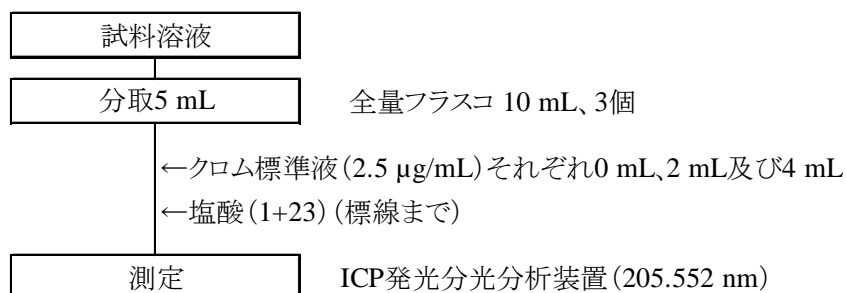 試料溶液
分取5 mL 全量フラスコ 10 mL、3個
←クロム標準液(2.5 µg/mL)それぞれ0 mL、2 mL及び4 mL
←塩酸(1+23) (標線まで)
測定 ICP発光分光分析装置(205.552 nm)